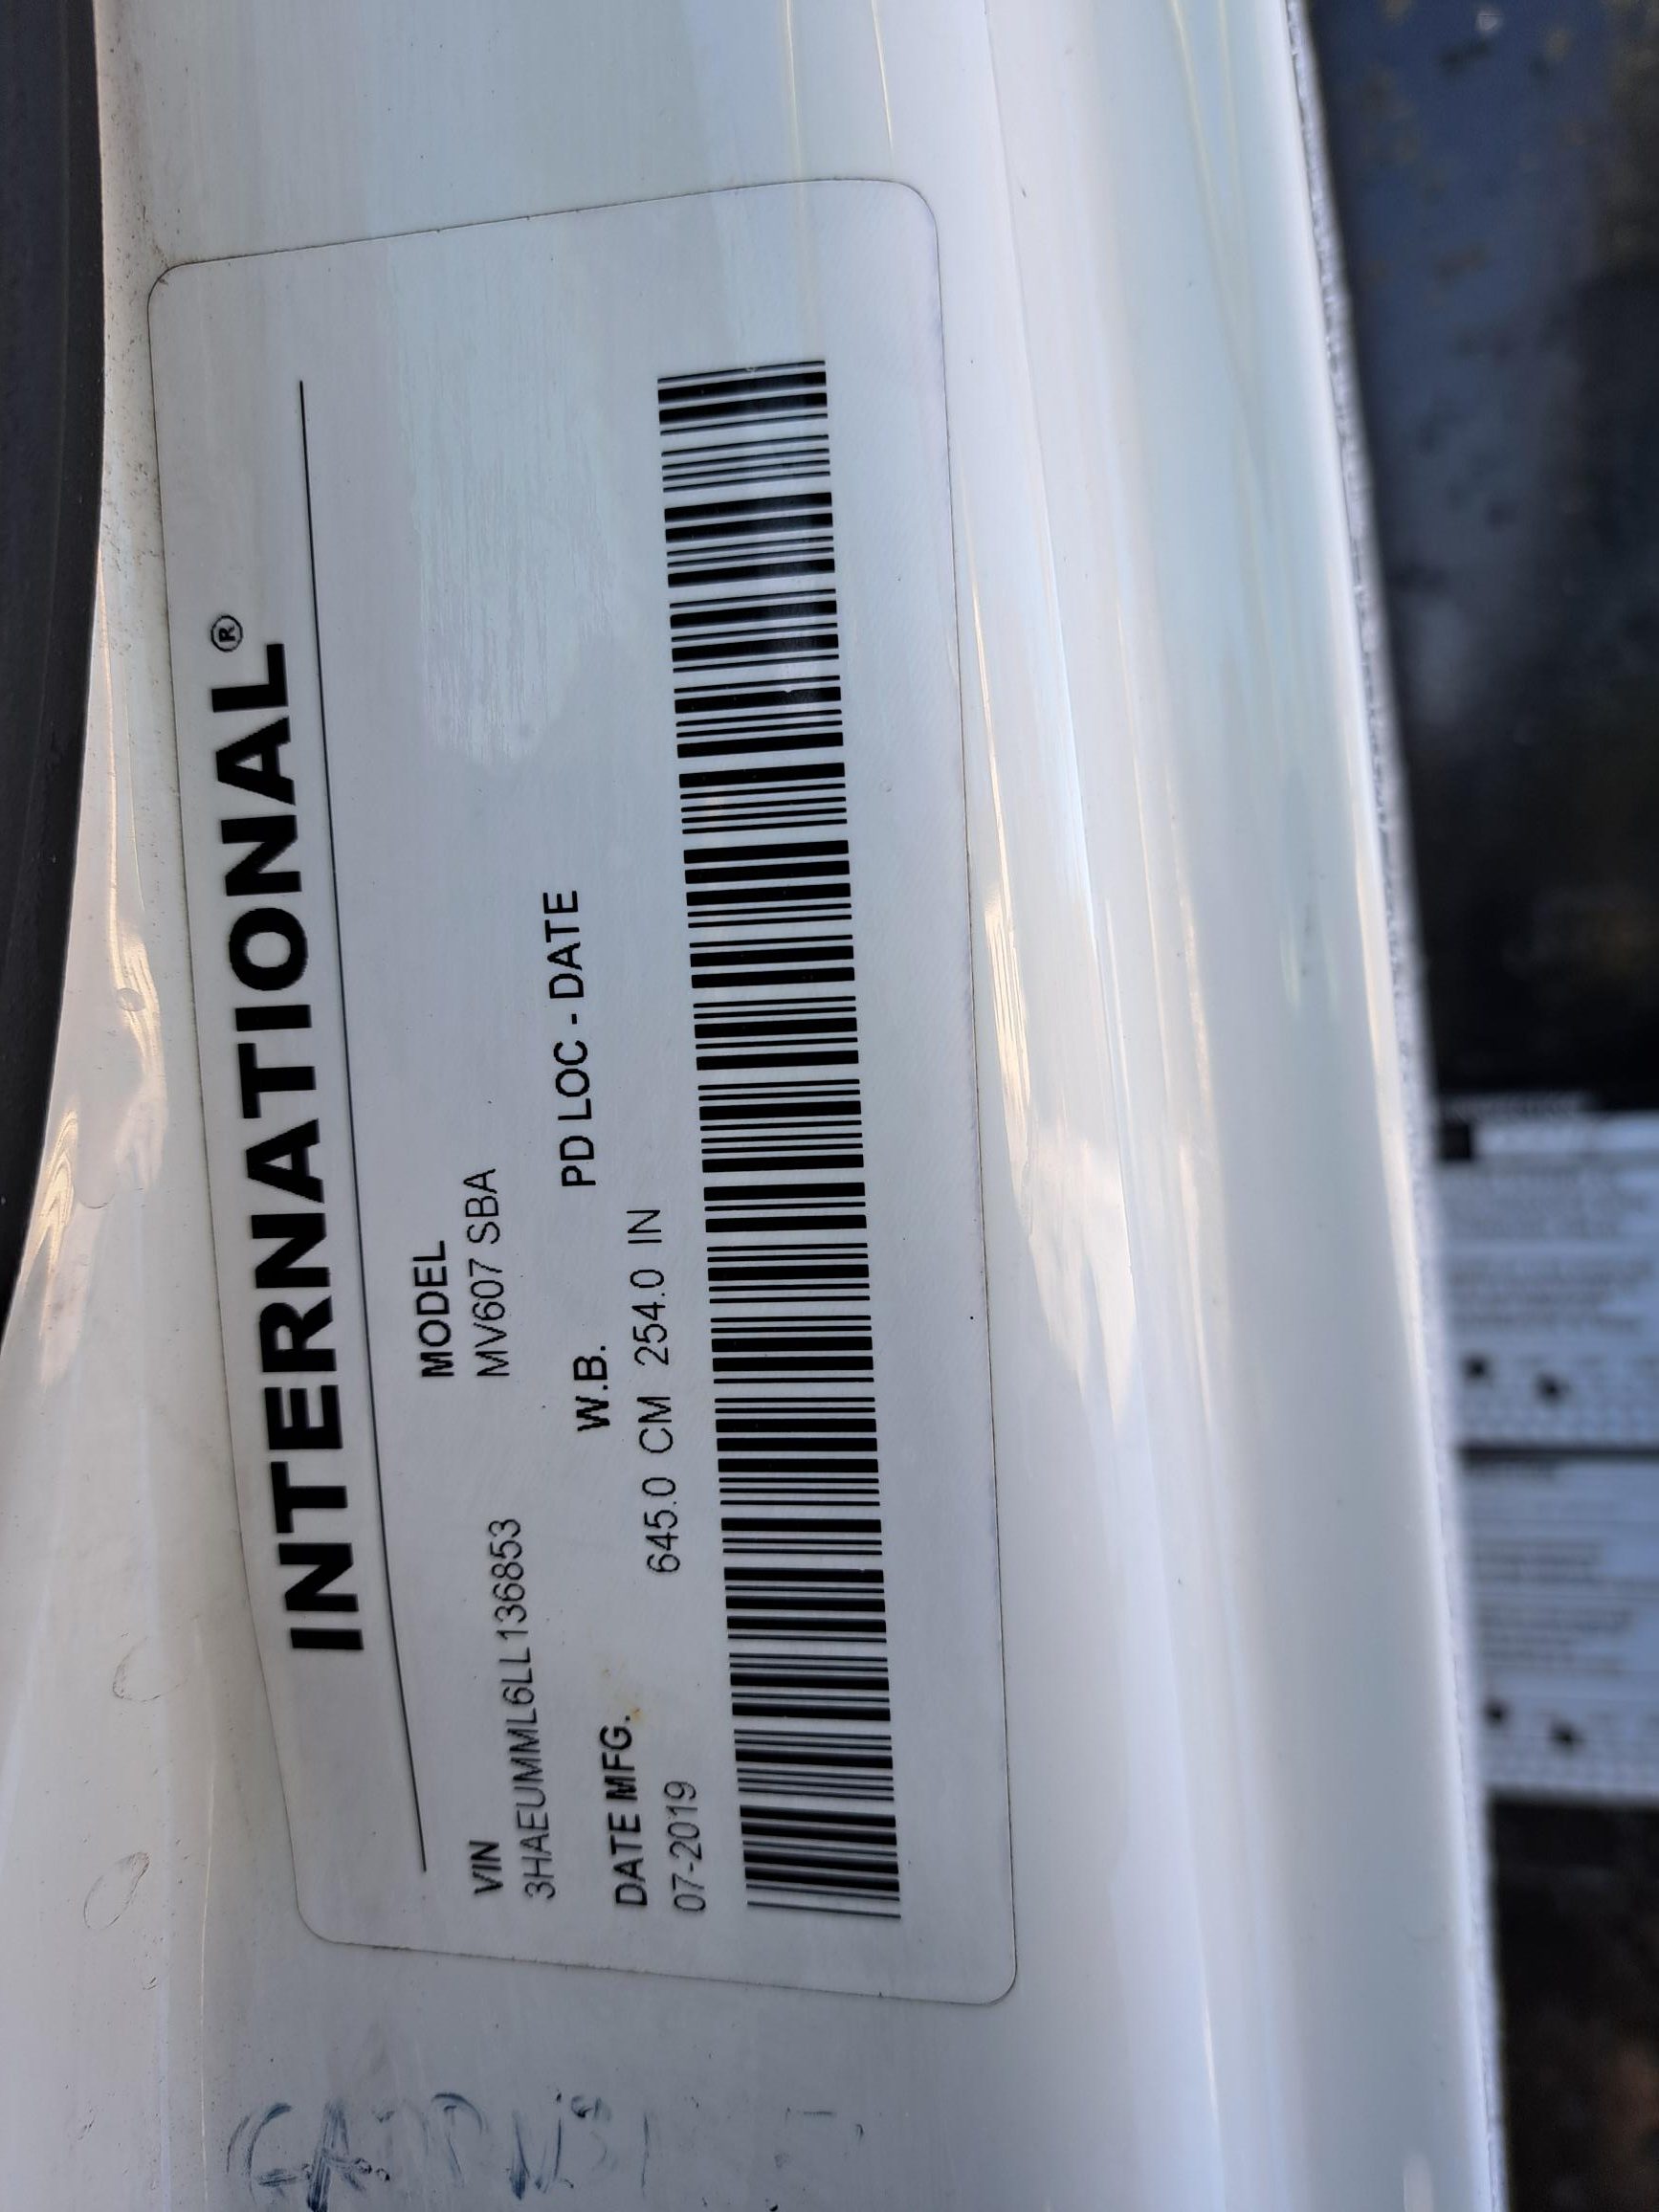 INTERNATIONAL®
VIN MODEL
3HAEUMML6LL136853 MV607 SBA
DATE MFG. W.B. PD LOC - DATE
07-2019 645.0 CM 254.0 IN